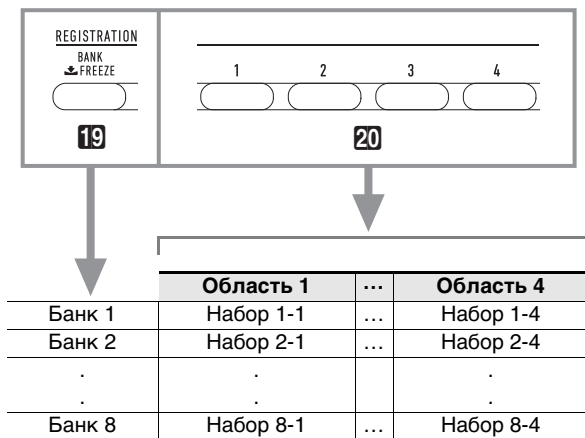 REGISTRATION
BANK
FREEZE
1 2 3 4
19 20
Область 1 ... Область 4
Банк 1 Набор 1-1 ... Набор 1-4
Банк 2 Набор 2-1 ... Набор 2-4
. . .
. . .
Банк 8 Набор 8-1 ... Набор 8-4